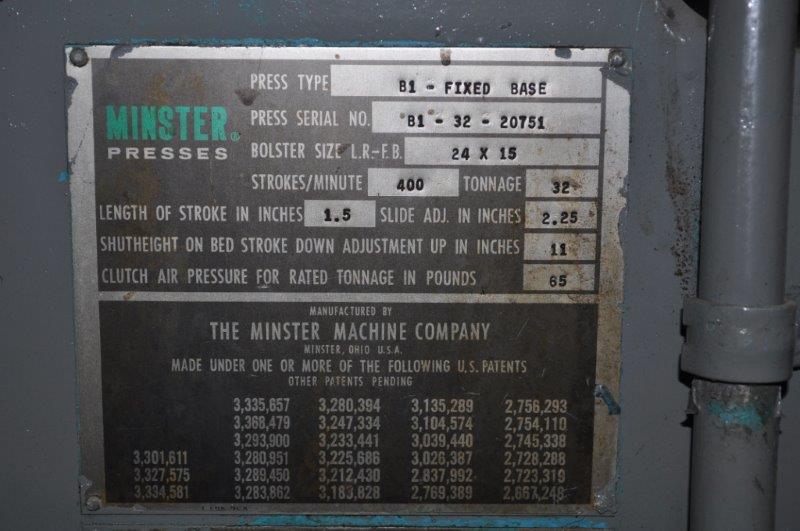 PRESS TYPE B1 - FIXED BASE
MINSTER® PRESS SERIAL NO. B1 - 32 - 20751
PRESSES BOLSTER SIZE L.R.-F.B. 24 X 15
STROKES/MINUTE 400 TONNAGE 32
LENGTH OF STROKE IN INCHES 1.5 SLIDE ADJ. IN INCHES 2.25
SHUTHEIGHT ON BED STROKE DOWN ADJUSTMENT UP IN INCHES 11
CLUTCH AIR PRESSURE FOR RATED TONNAGE IN POUNDS 65
MANUFACTURED BY
THE MINSTER MACHINE COMPANY
MINSTER, OHIO U.S.A.
MADE UNDER ONE OR MORE OF THE FOLLOWING U.S. PATENTS
OTHER PATENTS PENDING
3,335,657 3,280,394 3,135,289 2,756,293
3,368,479 3,247,334 3,104,574 2,754,110
3,293,900 3,233,441 3,039,440 2,745,338
3,301,611 3,280,951 3,225,686 3,026,387 2,728,288
3,327,575 3,289,450 3,212,430 2,837,992 2,723,319
3,334,581 3,283,862 3,183,828 2,769,389 2,667,248